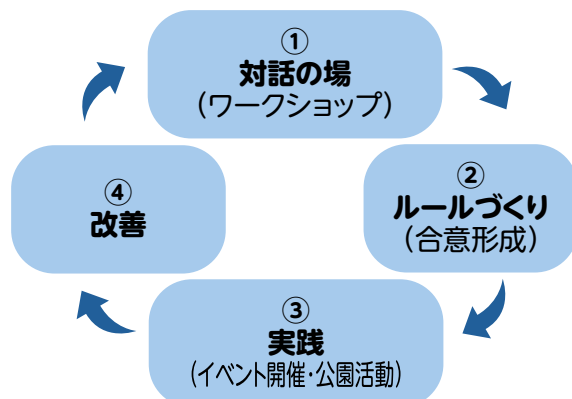 ①
対話の場
(ワークショップ)
②
ルールづくり
(合意形成)
③
実践
(イベント開催・公園活動)
④
改善